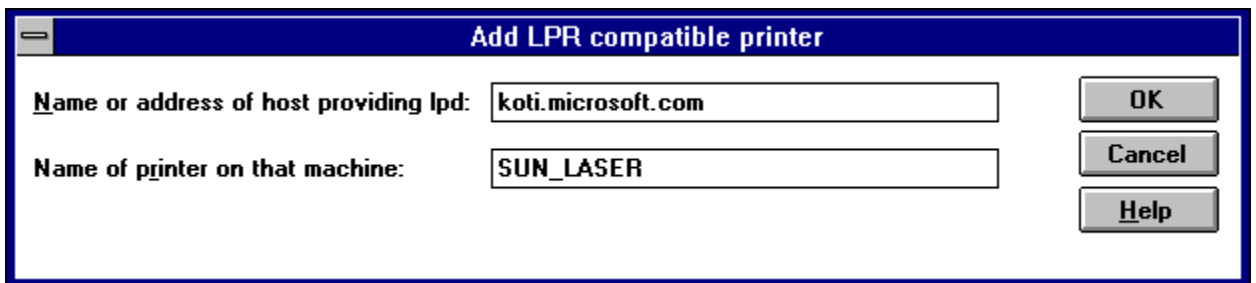 Add LPR compatible printer
Name or address of host providing lpd: koti.microsoft.com OK
Name of printer on that machine: SUN_LASER Cancel
Help